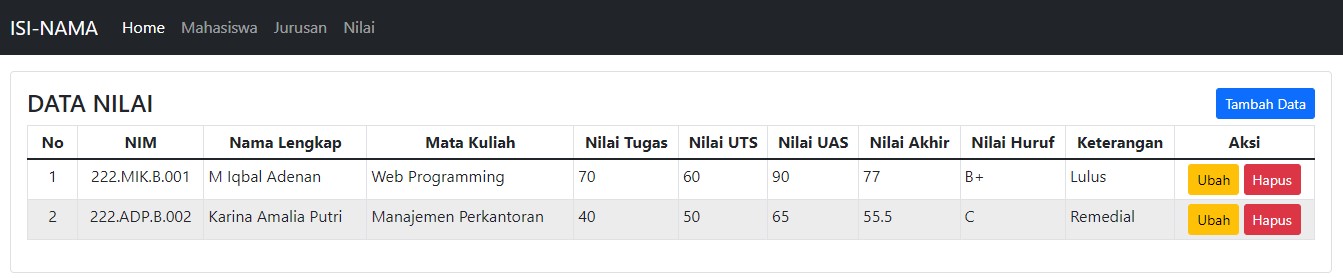 ISI-NAMA Home Mahasiswa Jurusan Nilai
DATA NILAI Tambah Data
No NIM Nama Lengkap Mata Kuliah Nilai Tugas Nilai UTS Nilai UAS Nilai Akhir Nilai Huruf Keterangan Aksi
1 222.MIK.B.001 M Iqbal Adenan Web Programming 70 60 90 77 B+ Lulus Ubah Hapus
2 222.ADP.B.002 Karina Amalia Putri Manajemen Perkantoran 40 50 65 55.5 C Remedial Ubah Hapus